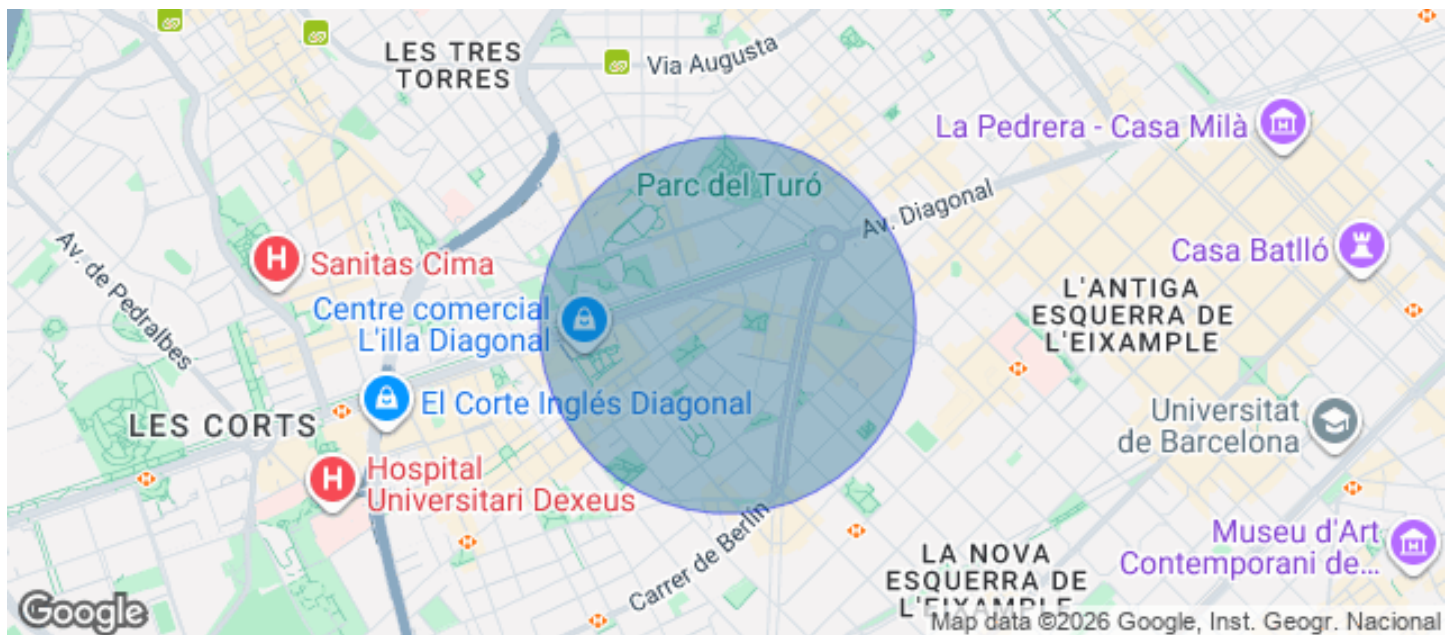 LES TRES
TORRES
Via Augusta
La Pedrera - Casa Milà
Parc del Turó
Av. Diagonal
Av. de Pedralbes
Sanitas Cima
Casa Batlló
Centre comercial
L'illa Diagonal
L'ANTIGA
ESQUERRA DE
L'EIXAMPLE
El Corte Inglés Diagonal
LES CORTS
Universitat
de Barcelona
Hospital
Universitari Dexeus
Carrer de Berlín
Museu d'Art
Contemporani de...
LA NOVA
ESQUERRA DE
L'EIXAMPLE
Google
Map data ©2026 Google, Inst. Geogr. Nacional